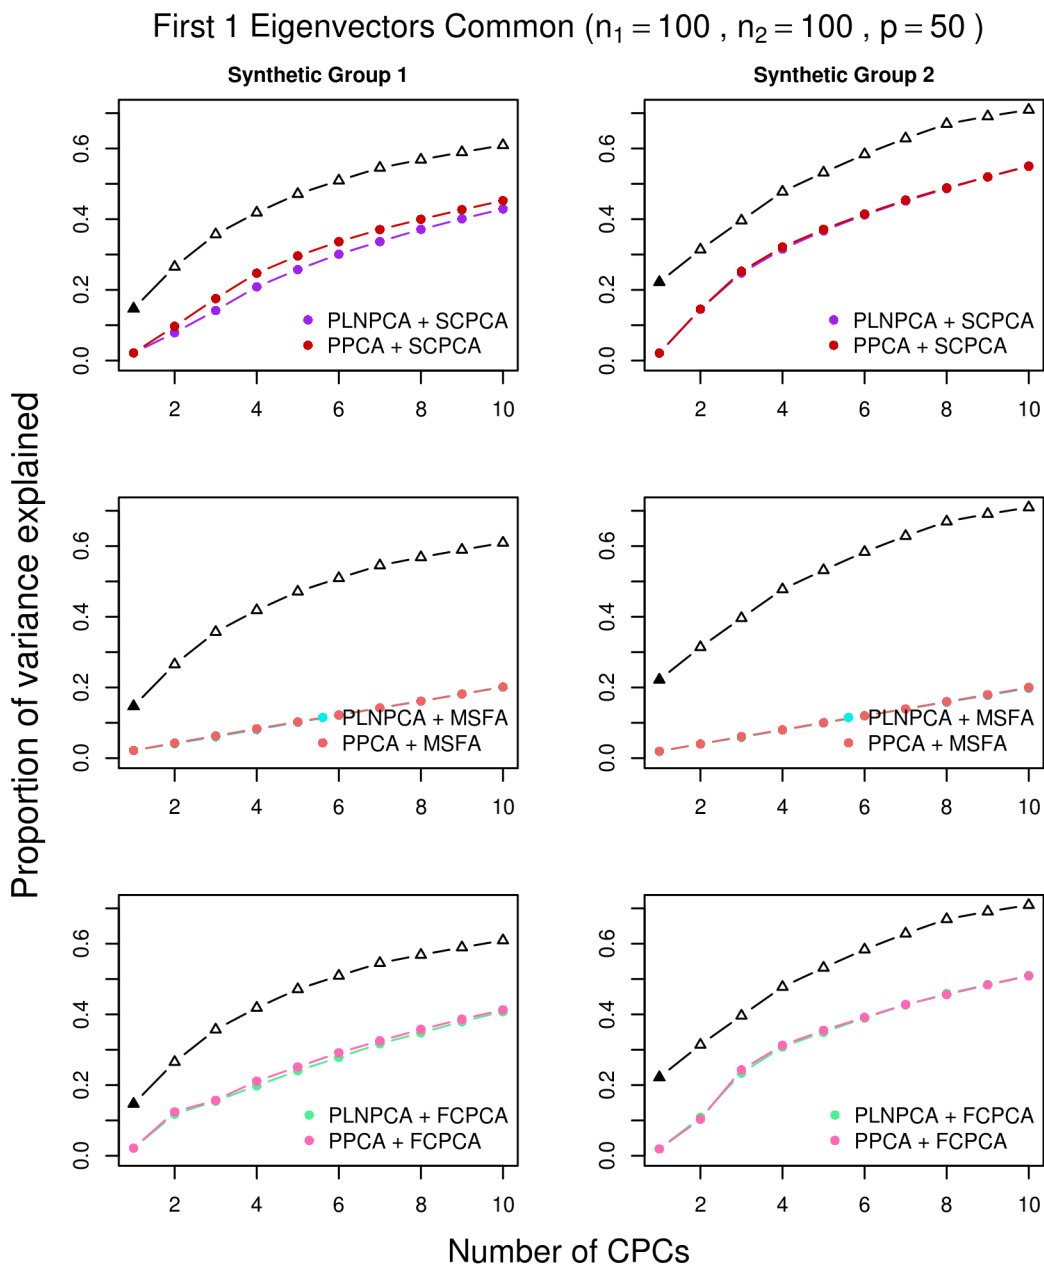 First 1 Eigenvectors Common (n₁ = 100 , n₂ = 100 , p = 50 )
Synthetic Group 1
Synthetic Group 2
Proportion of variance explained
0.0 0.2 0.4 0.6
PLNPCA + SCPCA
PPCA + SCPCA
2 4 6 8 10
0.0 0.2 0.4 0.6
PLNPCA + SCPCA
PPCA + SCPCA
2 4 6 8 10
0.0 0.2 0.4 0.6
PLNPCA + MSFA
PPCA + MSFA
2 4 6 8 10
0.0 0.2 0.4 0.6
PLNPCA + MSFA
PPCA + MSFA
2 4 6 8 10
0.0 0.2 0.4 0.6
PLNPCA + FCPCA
PPCA + FCPCA
2 4 6 8 10
0.0 0.2 0.4 0.6
PLNPCA + FCPCA
PPCA + FCPCA
2 4 6 8 10
Number of CPCs